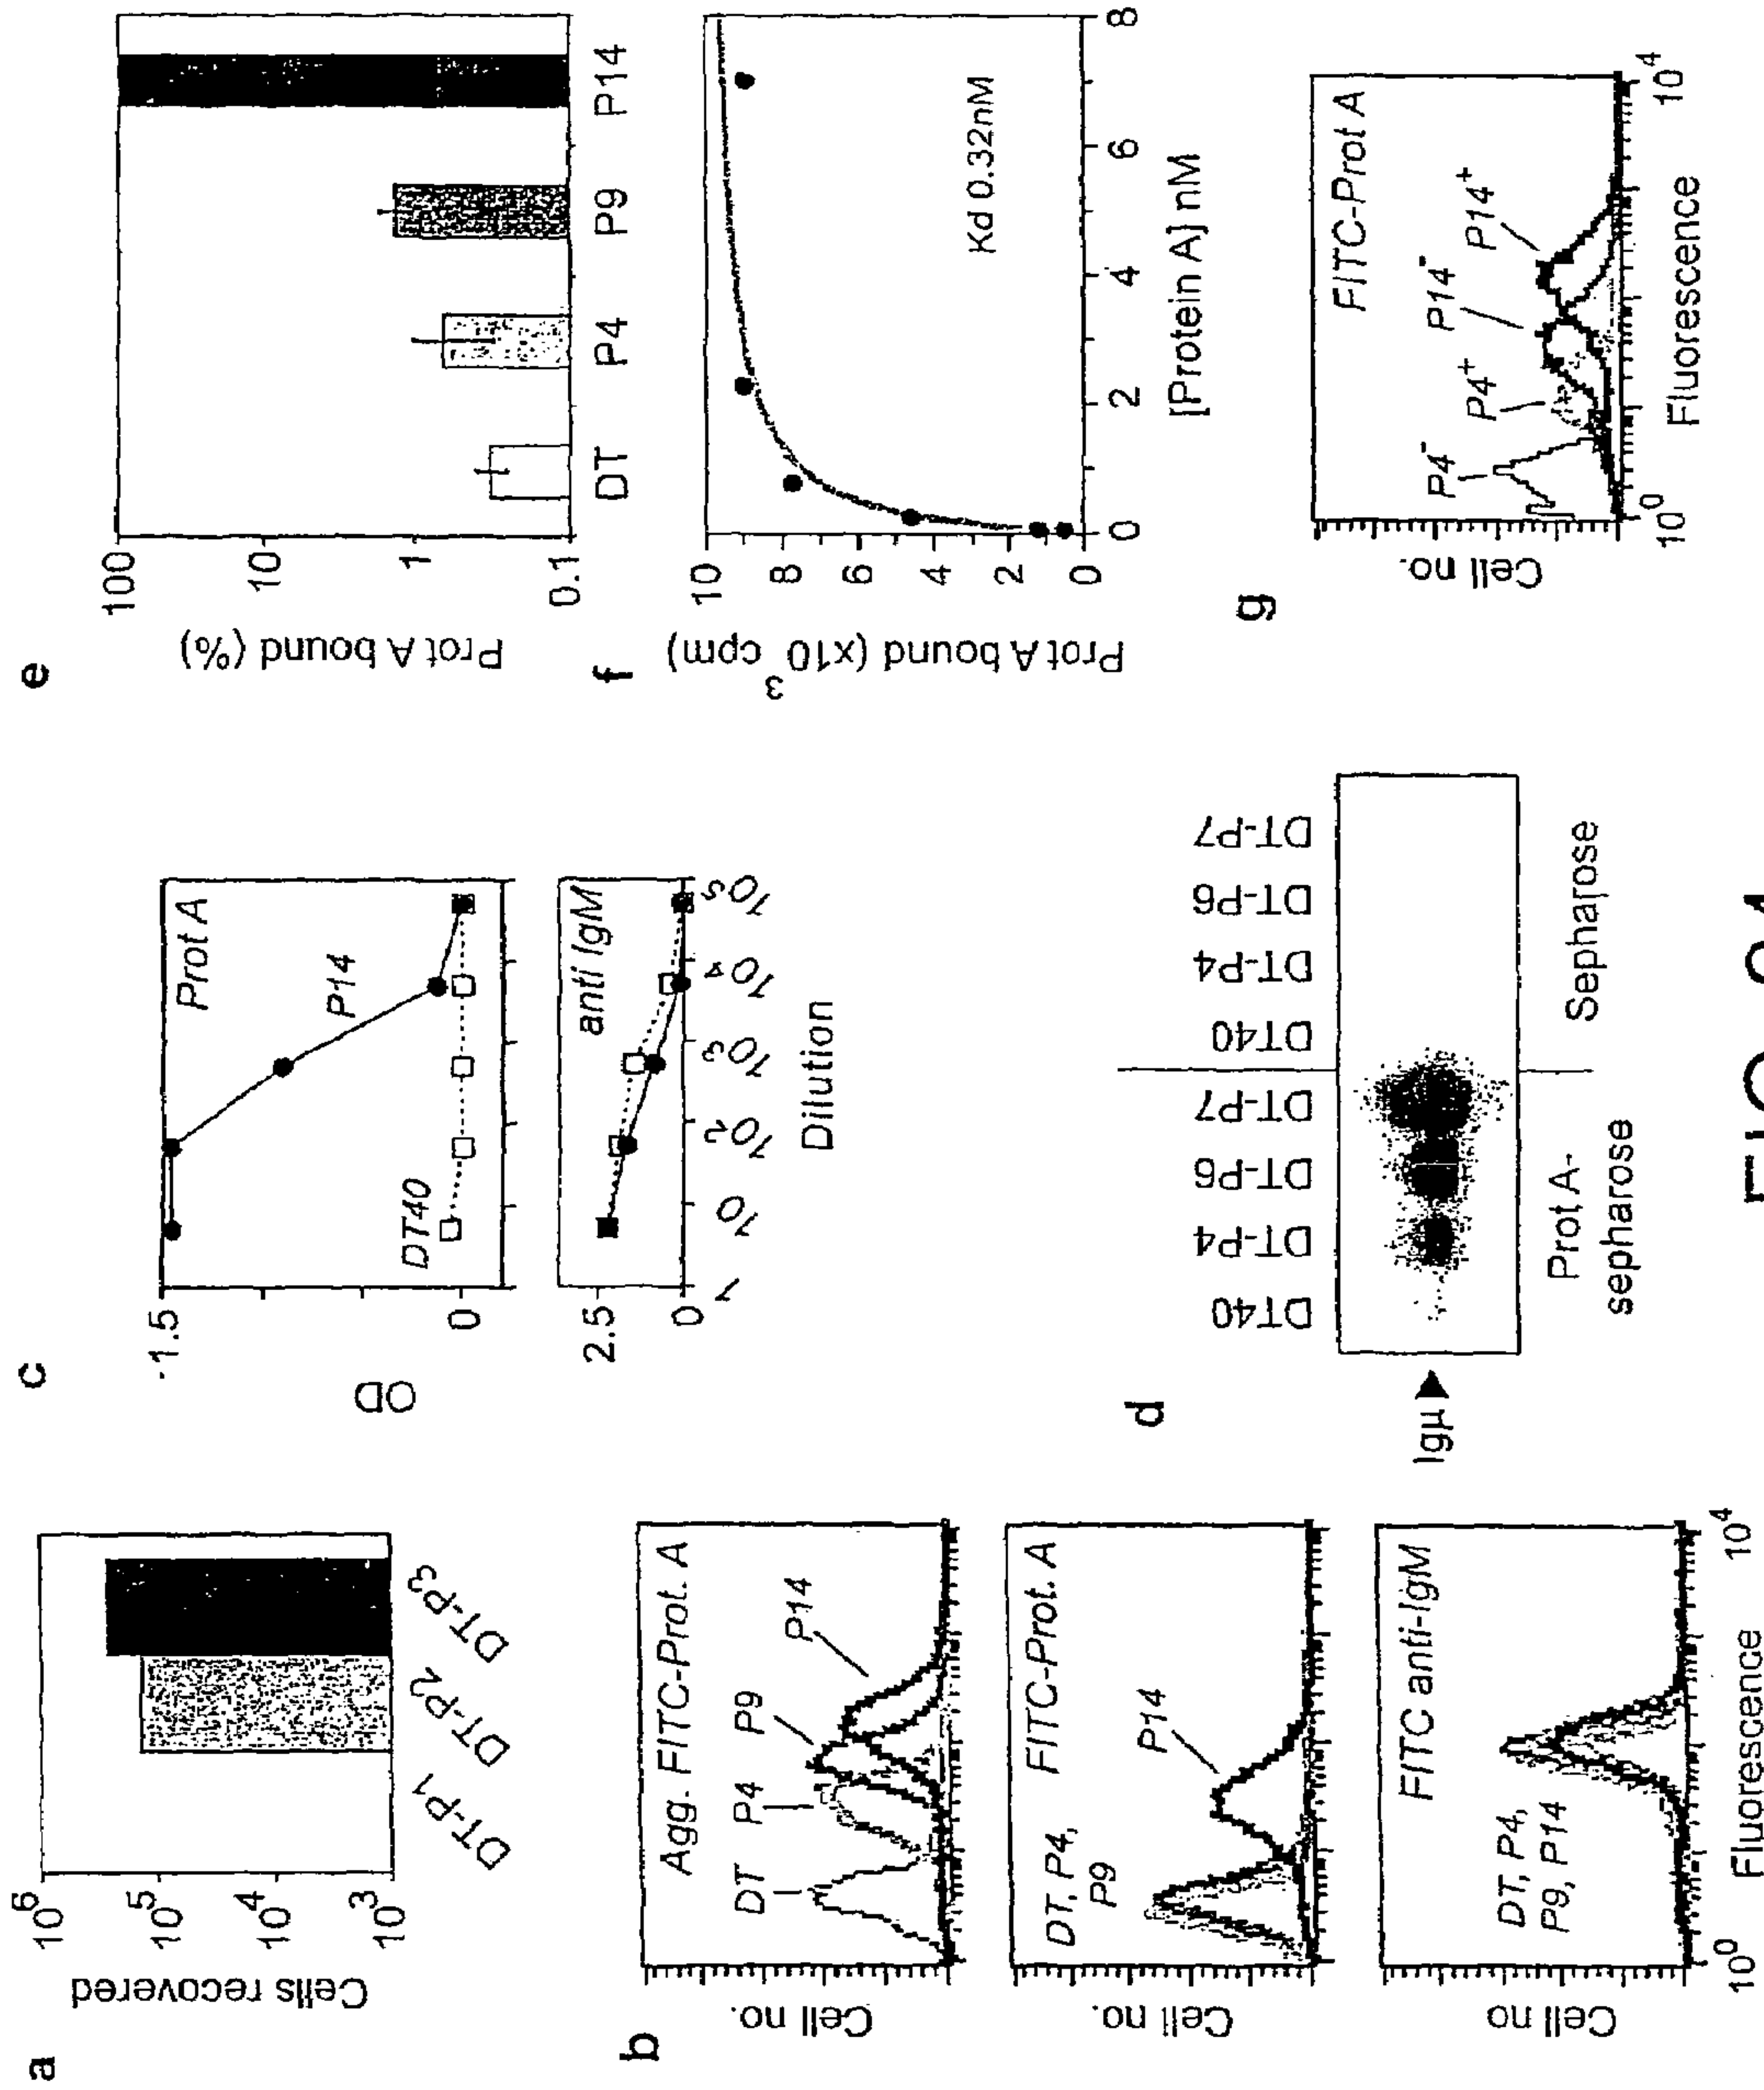 a
Cells recovered
10^6
10^5
10^4
10^3
DT-P1
DT-P2
DT-P3
b
Cell no.
Agg. FITC-Prot. A
DT
P4
P9
P14
Cell no.
FITC-Prot. A
DT, P4,
P9
P14
Cell no
FITC anti-IgM
DT, P4,
P9, P14
10^0
10^4
Fluorescence
c
OD
1.5
0
Prot A
P14
DT40
2.5
0
anti IgM
1
10
10^2
10^3
10^4
10^5
Dilution
d
Igμ
DT40
DT-P4
DT-P6
DT-P7
DT40
DT-P4
DT-P6
DT-P7
Prot A-
sepharose
Sepharose
e
Prot A bound (%)
100
10
1
0.1
DT
P4
P9
P14
f
Prot A bound (x10^3 cpm)
10
8
6
4
2
0
Kd 0.32nM
0
2
4
6
8
[Protein A] nM
g
Cell no.
FITC-Prot A
P4^-
P4^+
P14^-
P14^+
10^0
10^4
Fluorescence